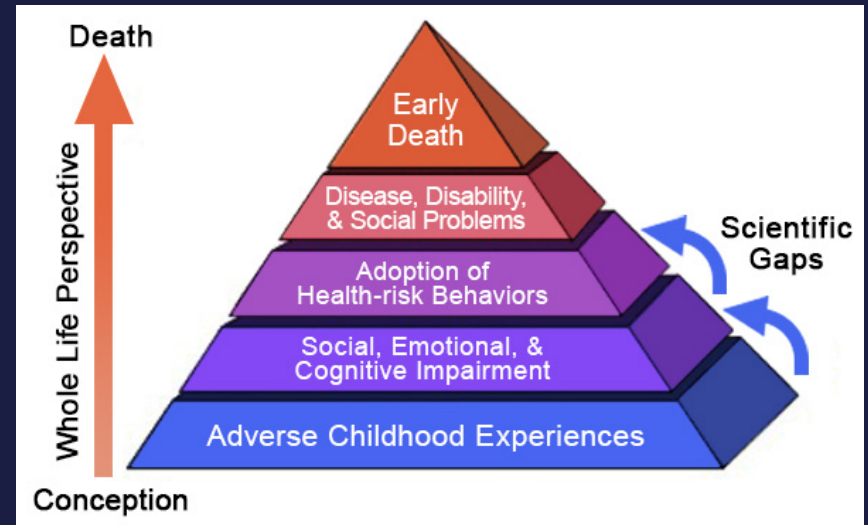 Death
Whole Life Perspective
Conception
Early
Death
Disease, Disability,
& Social Problems
Adoption of
Health-risk Behaviors
Social, Emotional, &
Cognitive Impairment
Adverse Childhood Experiences
Scientific
Gaps